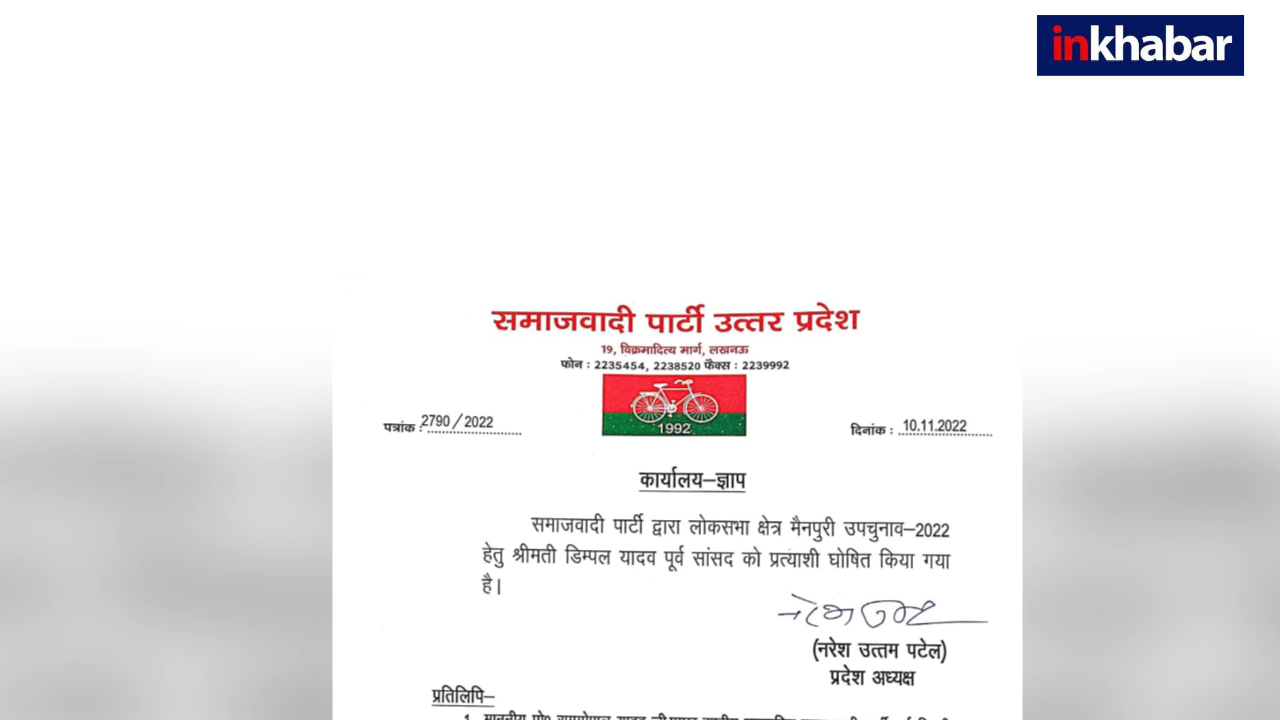 inkhabar
समाजवादी पार्टी उत्तर प्रदेश
19, विक्रमादित्य मार्ग, लखनऊ
फोन : 2235454, 2238520 फैक्स : 2239992
1992
पत्रांक : 2790/2022
दिनांक : 10.11.2022
कार्यालय–ज्ञाप
समाजवादी पार्टी द्वारा लोकसभा क्षेत्र मैनपुरी उपचुनाव–2022
हेतु श्रीमती डिम्पल यादव पूर्व सांसद को प्रत्याशी घोषित किया गया
है।
(नरेश उत्तम पटेल)
प्रदेश अध्यक्ष
प्रतिलिपि–